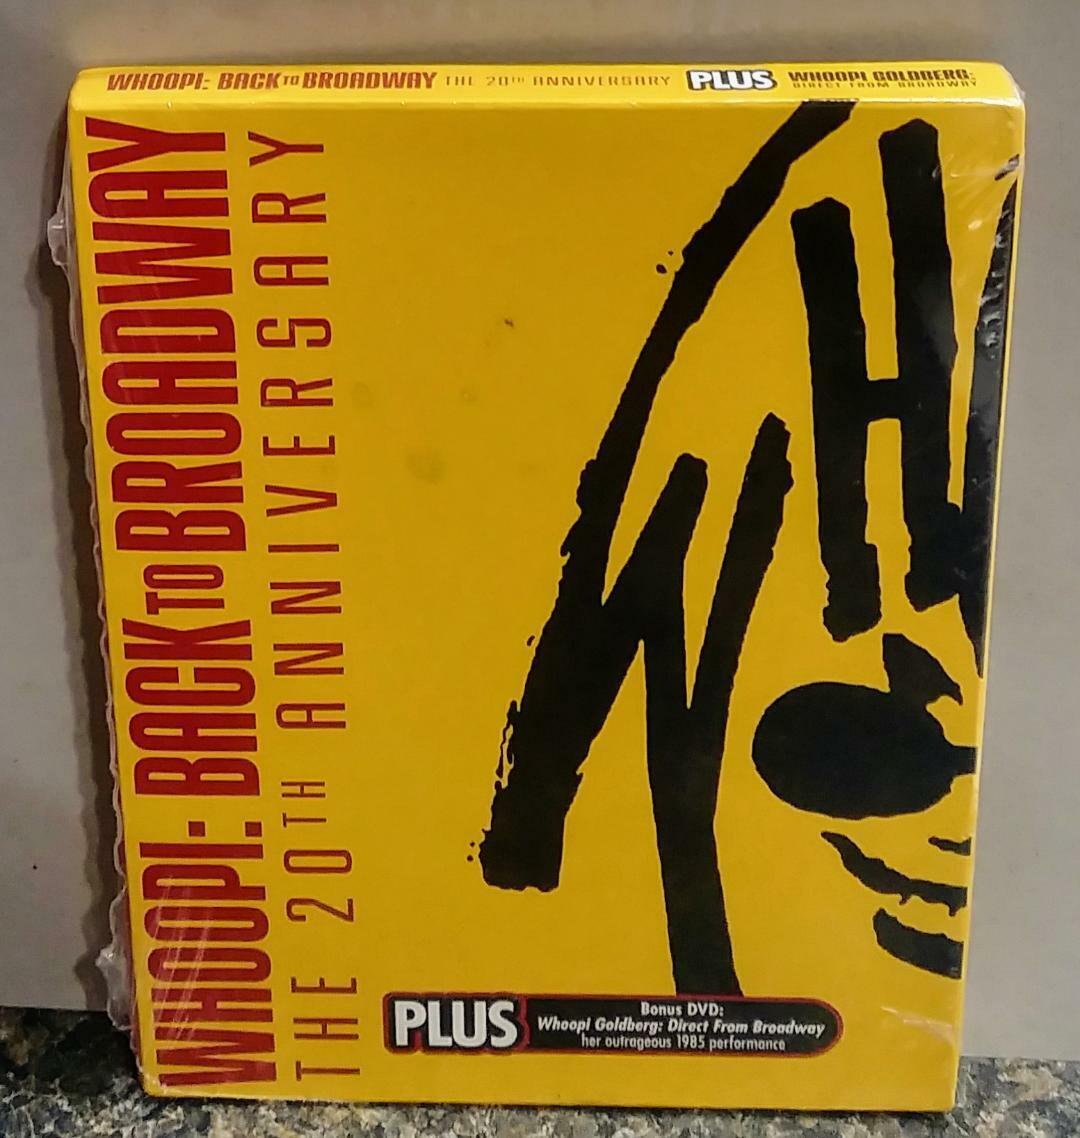 WHOOPI: BACK TO BROADWAY THE 20TH ANNIVERSARY PLUS WHOOPI GOLDBERG:
DIRECT FROM BROADWAY
WHOOPI: BACK TO BROADWAY
THE 20TH ANNIVERSARY
WH
PLUS
Bonus DVD:
Whoopi Goldberg: Direct From Broadway
her outrageous 1985 performance